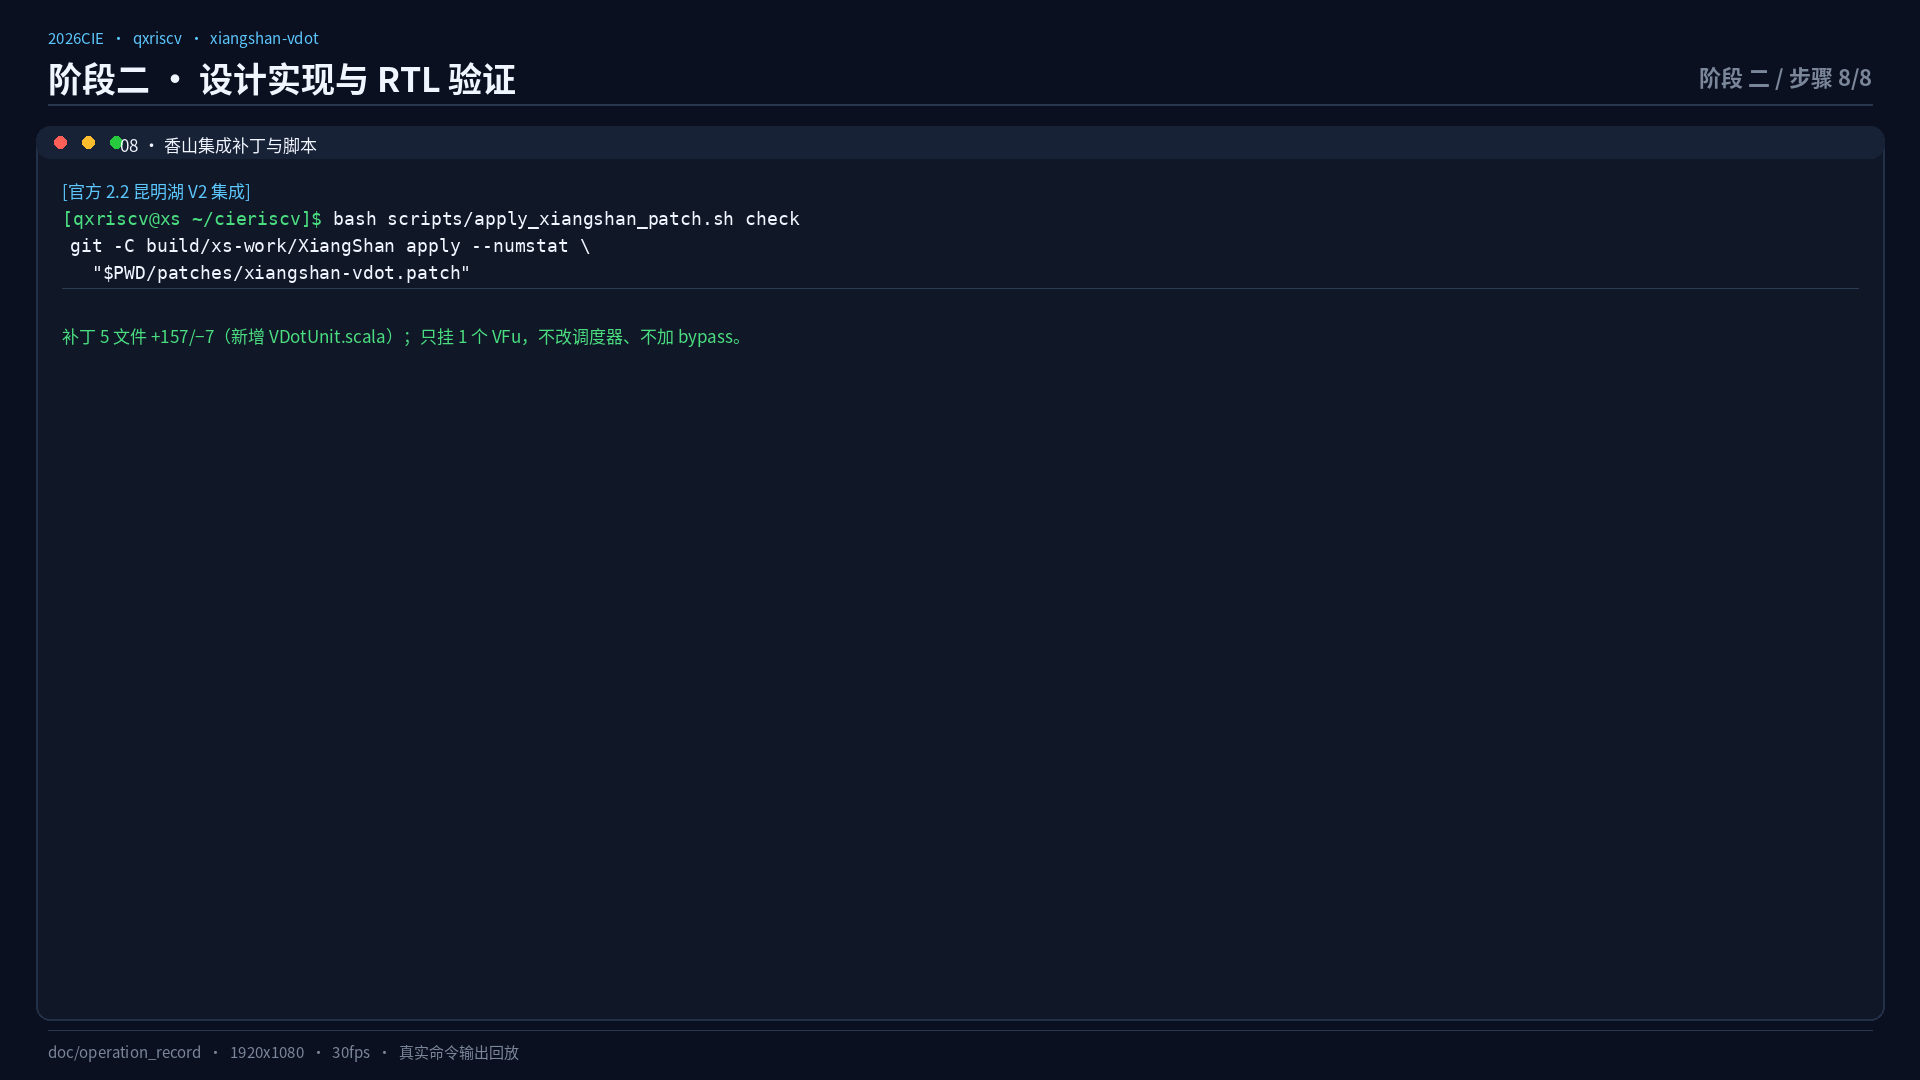 2026CIE · qxriscv · xiangshan-vdot
阶段二 · 设计实现与 RTL 验证
阶段 二 / 步骤 8/8
08 · 香山集成补丁与脚本
[官方 2.2 昆明湖 V2 集成]
[qxriscv@xs ~/cieriscv]$ bash scripts/apply_xiangshan_patch.sh check
git -C build/xs-work/XiangShan apply --numstat \
"$PWD/patches/xiangshan-vdot.patch"
补丁 5 文件 +157/−7（新增 VDotUnit.scala）；只挂 1 个 VFu，不改调度器、不加 bypass。
doc/operation_record · 1920x1080 · 30fps · 真实命令输出回放